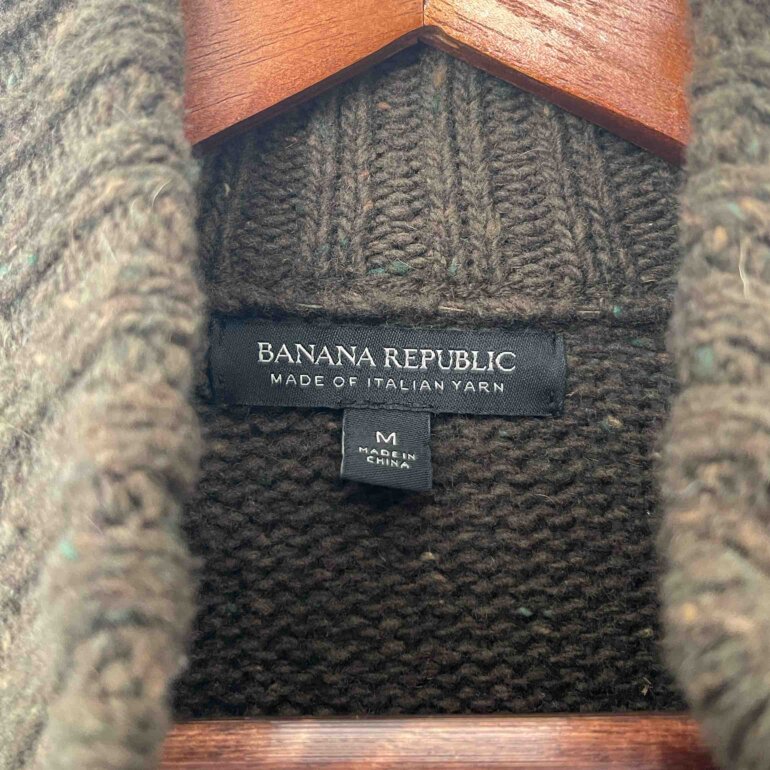 BANANA REPUBLIC
MADE OF ITALIAN YARN
M
MADE IN
CHINA